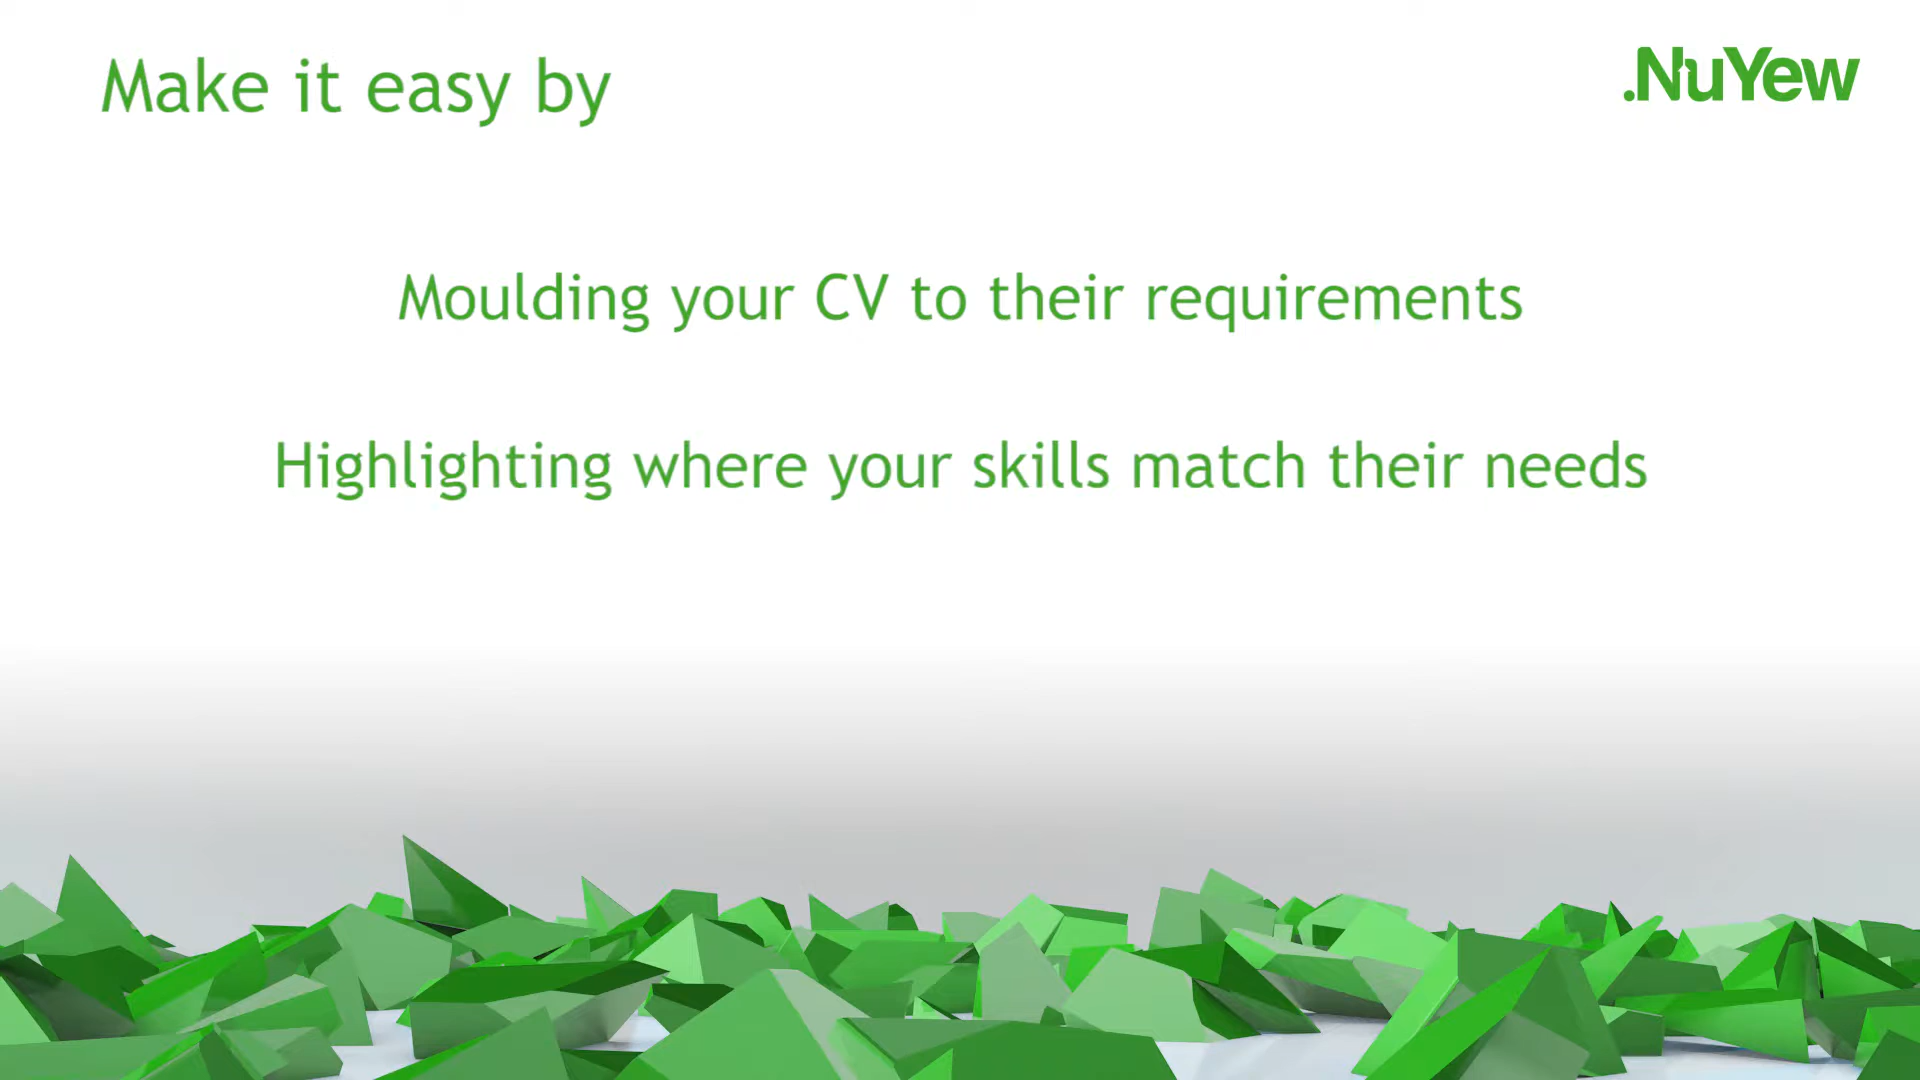 Make it easy by
.NuYew
Moulding your CV to their requirements
Highlighting where your skills match their needs